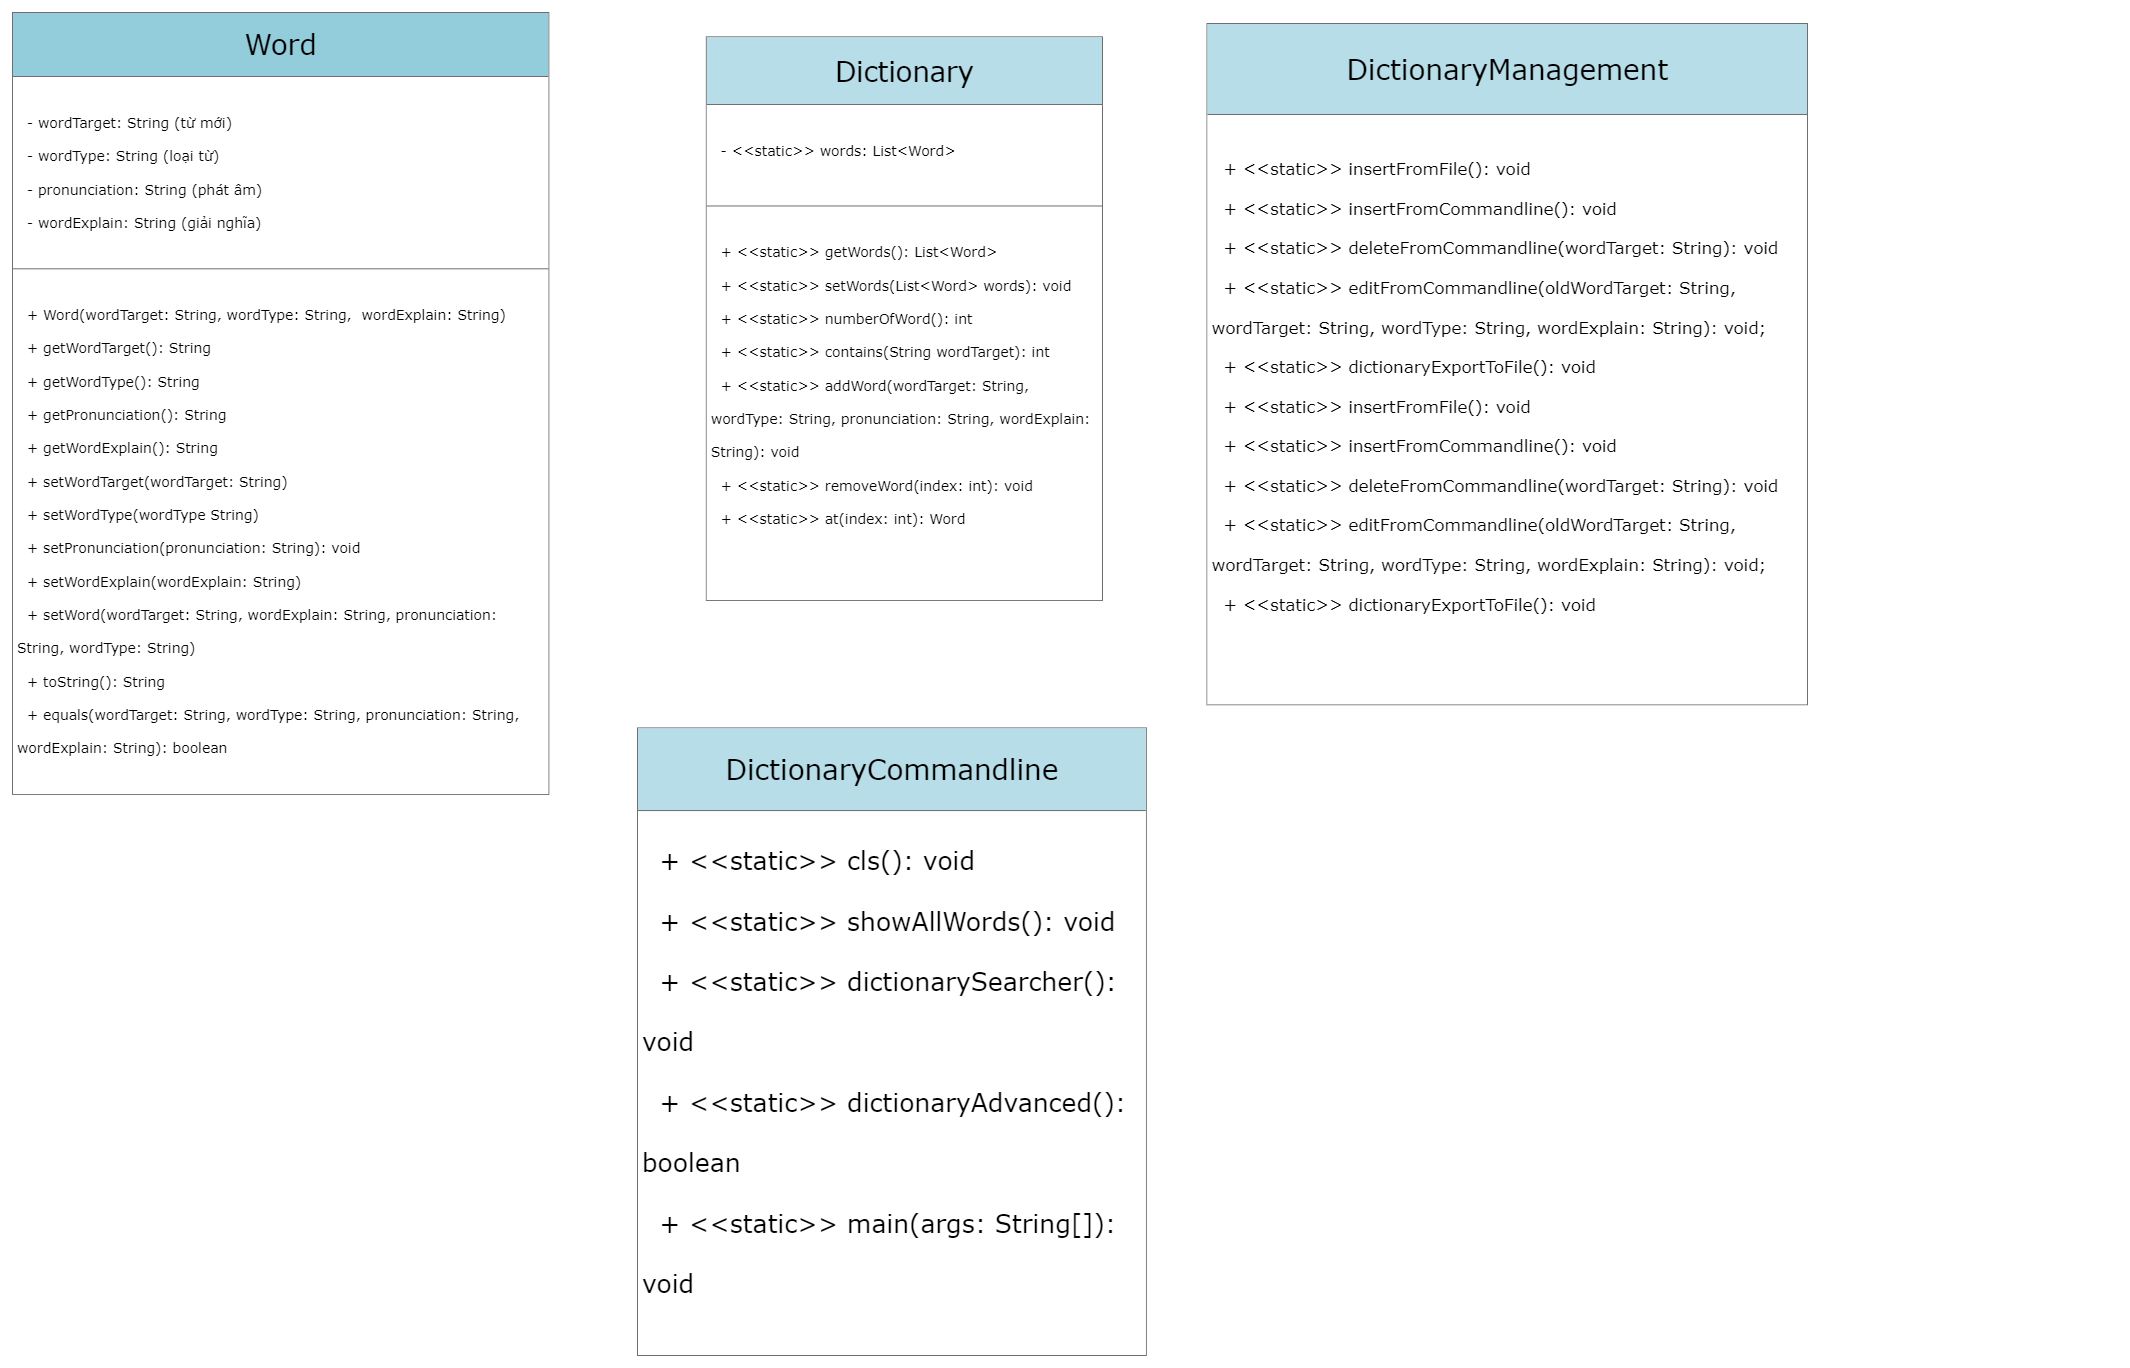 Word
- wordTarget: String (từ mới)
- wordType: String (loại từ)
- pronunciation: String (phát âm)
- wordExplain: String (giải nghĩa)
+ Word(wordTarget: String, wordType: String,  wordExplain: String)
+ getWordTarget(): String
+ getWordType(): String
+ getPronunciation(): String
+ getWordExplain(): String
+ setWordTarget(wordTarget: String)
+ setWordType(wordType String)
+ setPronunciation(pronunciation: String): void
+ setWordExplain(wordExplain: String)
+ setWord(wordTarget: String, wordExplain: String, pronunciation:
String, wordType: String)
+ toString(): String
+ equals(wordTarget: String, wordType: String, pronunciation: String,
wordExplain: String): boolean
Dictionary
- <<static>> words: List<Word>
+ <<static>> getWords(): List<Word>
+ <<static>> setWords(List<Word> words): void
+ <<static>> numberOfWord(): int
+ <<static>> contains(String wordTarget): int
+ <<static>> addWord(wordTarget: String,
wordType: String, pronunciation: String, wordExplain:
String): void
+ <<static>> removeWord(index: int): void
+ <<static>> at(index: int): Word
DictionaryManagement
+ <<static>> insertFromFile(): void
+ <<static>> insertFromCommandline(): void
+ <<static>> deleteFromCommandline(wordTarget: String): void
+ <<static>> editFromCommandline(oldWordTarget: String,
wordTarget: String, wordType: String, wordExplain: String): void;
+ <<static>> dictionaryExportToFile(): void
+ <<static>> insertFromFile(): void
+ <<static>> insertFromCommandline(): void
+ <<static>> deleteFromCommandline(wordTarget: String): void
+ <<static>> editFromCommandline(oldWordTarget: String,
wordTarget: String, wordType: String, wordExplain: String): void;
+ <<static>> dictionaryExportToFile(): void
DictionaryCommandline
+ <<static>> cls(): void
+ <<static>> showAllWords(): void
+ <<static>> dictionarySearcher():
void
+ <<static>> dictionaryAdvanced():
boolean
+ <<static>> main(args: String[]):
void